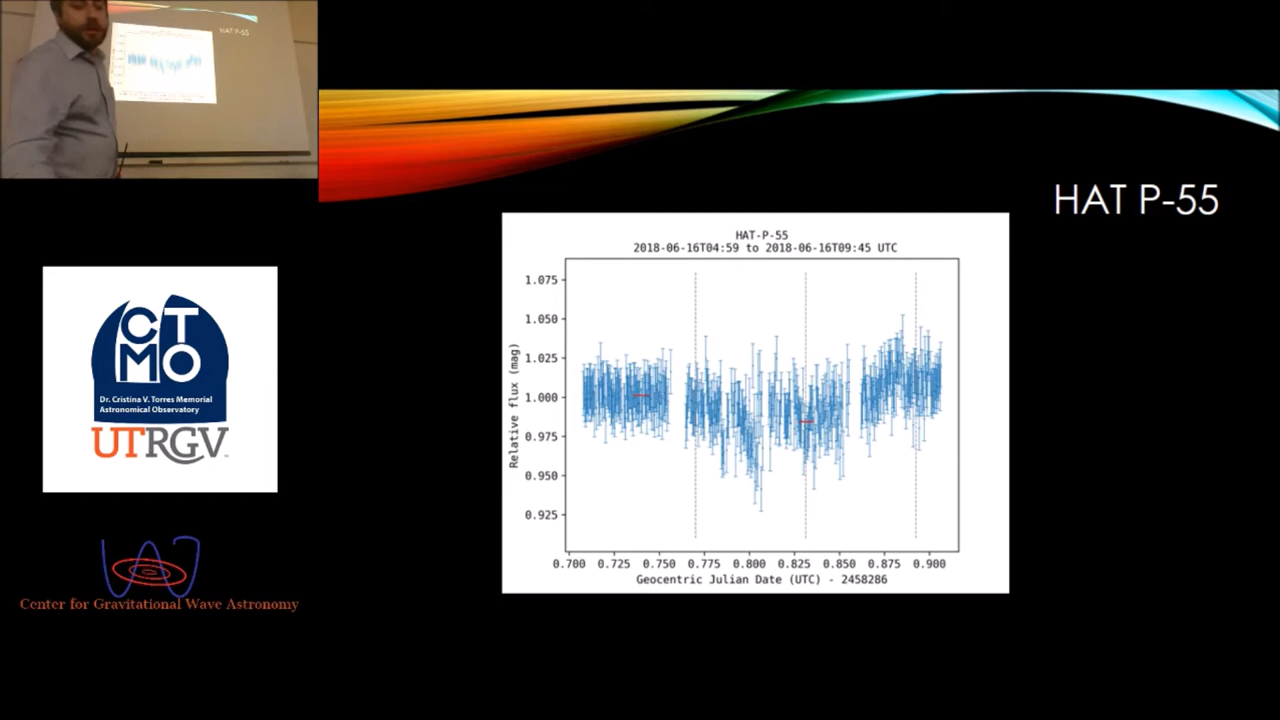 HAT P-55
HAT P-55
HAT-P-55
2018-06-16T04:59 to 2018-06-16T09:45 UTC
1.075
1.050
1.025
1.000
0.975
0.950
0.925
Relative flux (mag)
0.700 0.725 0.750 0.775 0.800 0.825 0.850 0.875 0.900
Geocentric Julian Date (UTC) - 2458286
CT
MO
Dr. Cristina V. Torres Memorial
Astronomical Observatory
UTRGV
Center for Gravitational Wave Astronomy